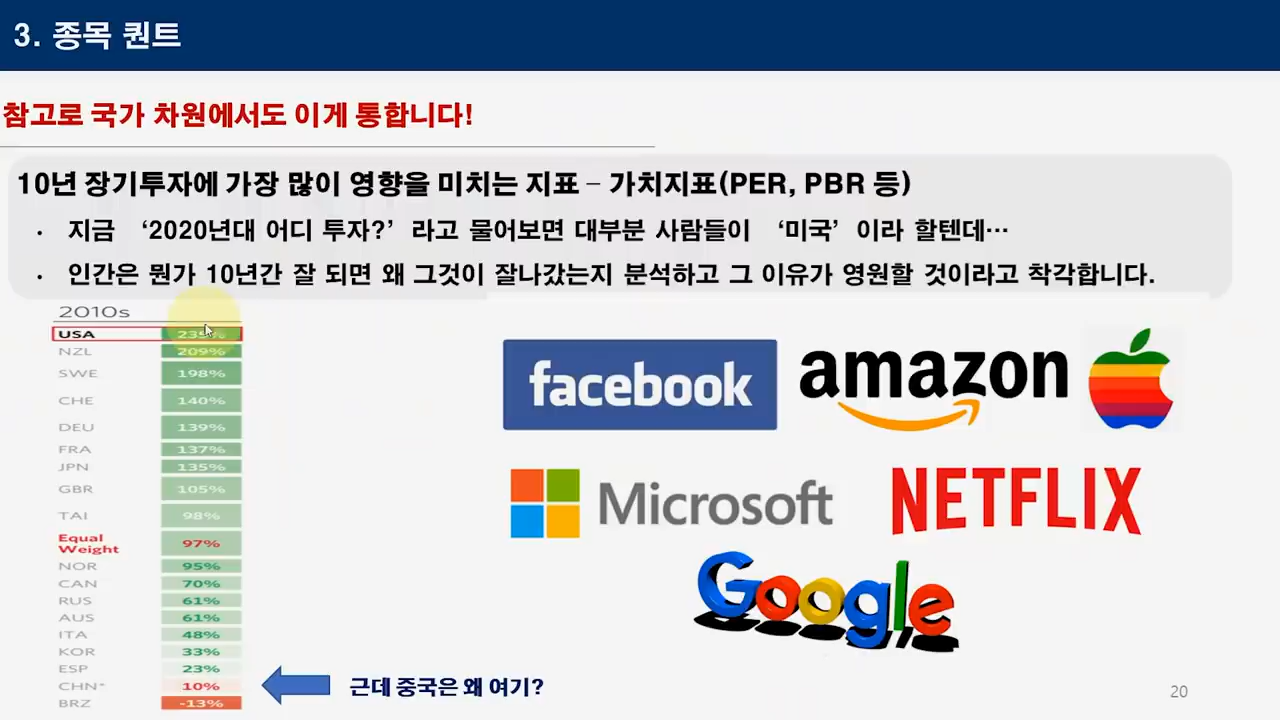 3. 종목 퀀트
참고로 국가 차원에서도 이게 통합니다!
10년 장기투자에 가장 많이 영향을 미치는 지표 – 가치지표(PER, PBR 등)
· 지금 ‘2020년대 어디 투자?’ 라고 물어보면 대부분 사람들이 ‘미국’ 이라 할텐데…
· 인간은 뭔가 10년간 잘 되면 왜 그것이 잘나갔는지 분석하고 그 이유가 영원할 것이라고 착각합니다.
2010s
USA 235%
NZL 209%
SWE 198%
CHE 140%
DEU 139%
FRA 137%
JPN 135%
GBR 105%
TAI 98%
Equal
Weight 97%
NOR 95%
CAN 70%
RUS 61%
AUS 61%
ITA 48%
KOR 33%
ESP 23%
CHN* 10%
BRZ -13%
facebook
amazon
Microsoft
NETFLIX
Google
근데 중국은 왜 여기?
20